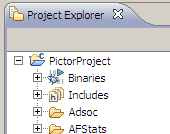 Project Explorer
PictorProject
Binaries
Includes
Adsoc
AFStats